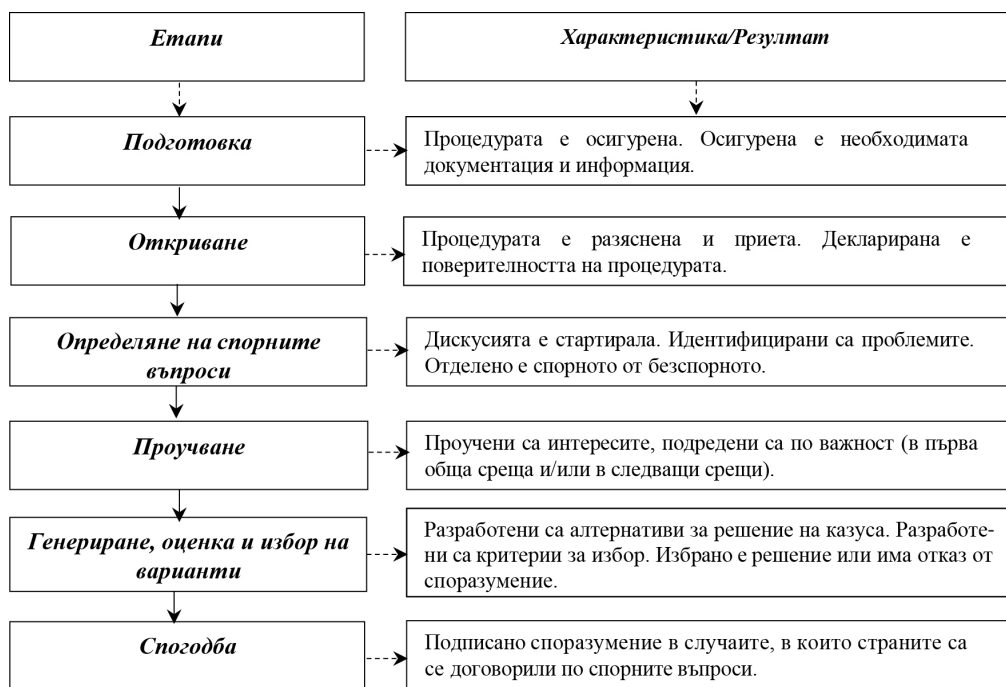 Етапи
Характеристика/Резултат
Подготовка
Процедурата е осигурена. Осигурена е необходимата
документация и информация.
Откриване
Процедурата е разяснена и приета. Декларирана е
поверителността на процедурата.
Определяне на спорните
въпроси
Дискусията е стартирала. Идентифицирани са проблемите.
Отделено е спорното от безспорното.
Проучване
Проучени са интересите, подредени са по важност (в първа
обща среща и/или в следващи срещи).
Генериране, оценка и избор на
варианти
Разработени са алтернативи за решение на казуса. Разработе-
ни са критерии за избор. Избрано е решение или има отказ от
споразумение.
Спогодба
Подписано споразумение в случаите, в които страните са
се договорили по спорните въпроси.